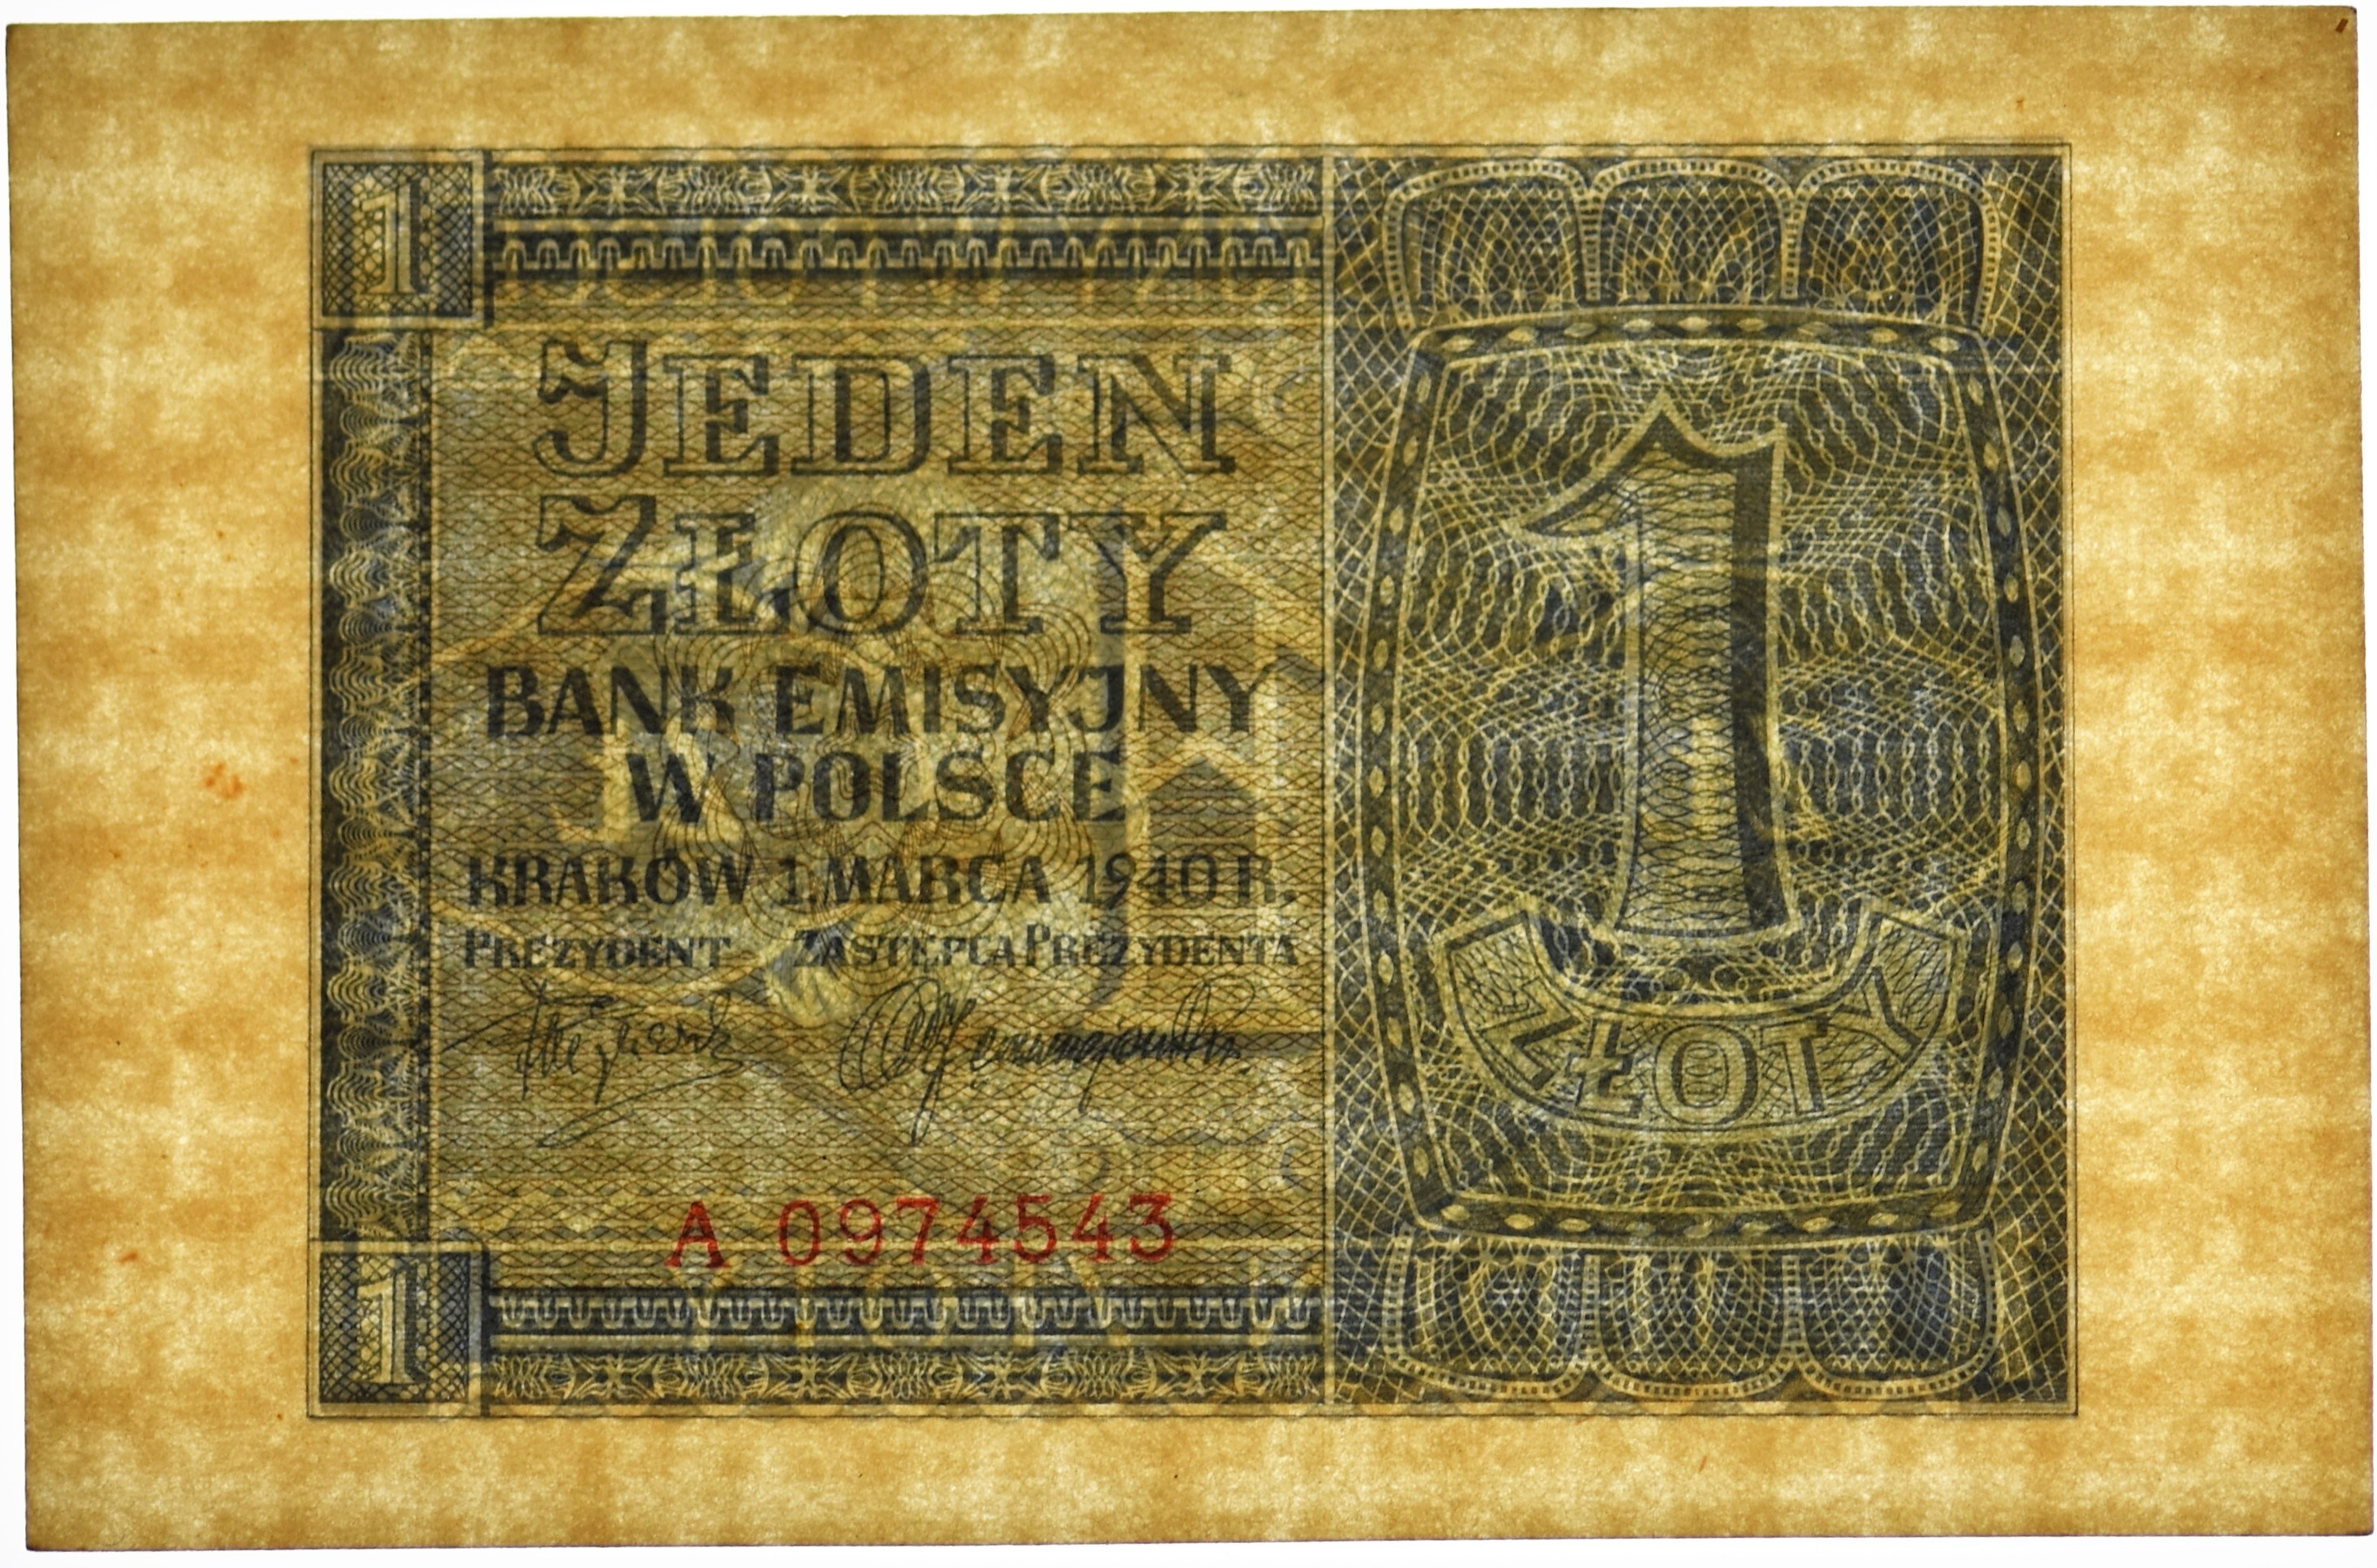 1
JEDEN
ZŁOTY
BANK EMISYJNY
W POLSCE
KRAKÓW 1. MARCA 1940 R.
PREZYDENT ZASTĘPCA PREZYDENTA
A 0974543
1
1
ZŁOTY